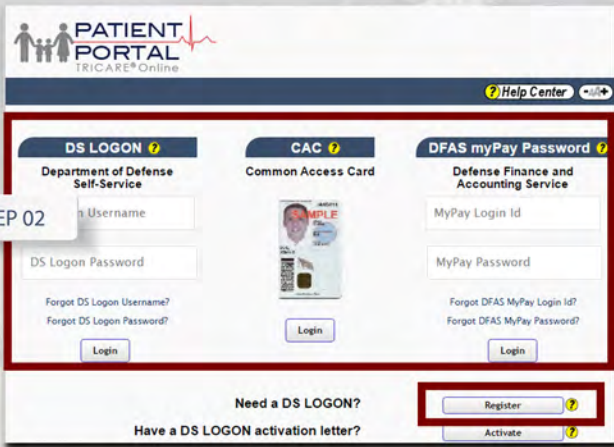 PATIENT
PORTAL
TRICARE® Online
? Help Center
DS LOGON ?
Department of Defense
Self-Service
Username
EP 02
DS Logon Password
Forgot DS Logon Username?
Forgot DS Logon Password?
Login
CAC ?
Common Access Card
SAMPLE
Login
DFAS myPay Password ?
Defense Finance and
Accounting Service
MyPay Login Id
MyPay Password
Forgot DFAS MyPay Login Id?
Forgot DFAS MyPay Password?
Login
Need a DS LOGON?
Register ?
Have a DS LOGON activation letter?
Activate ?